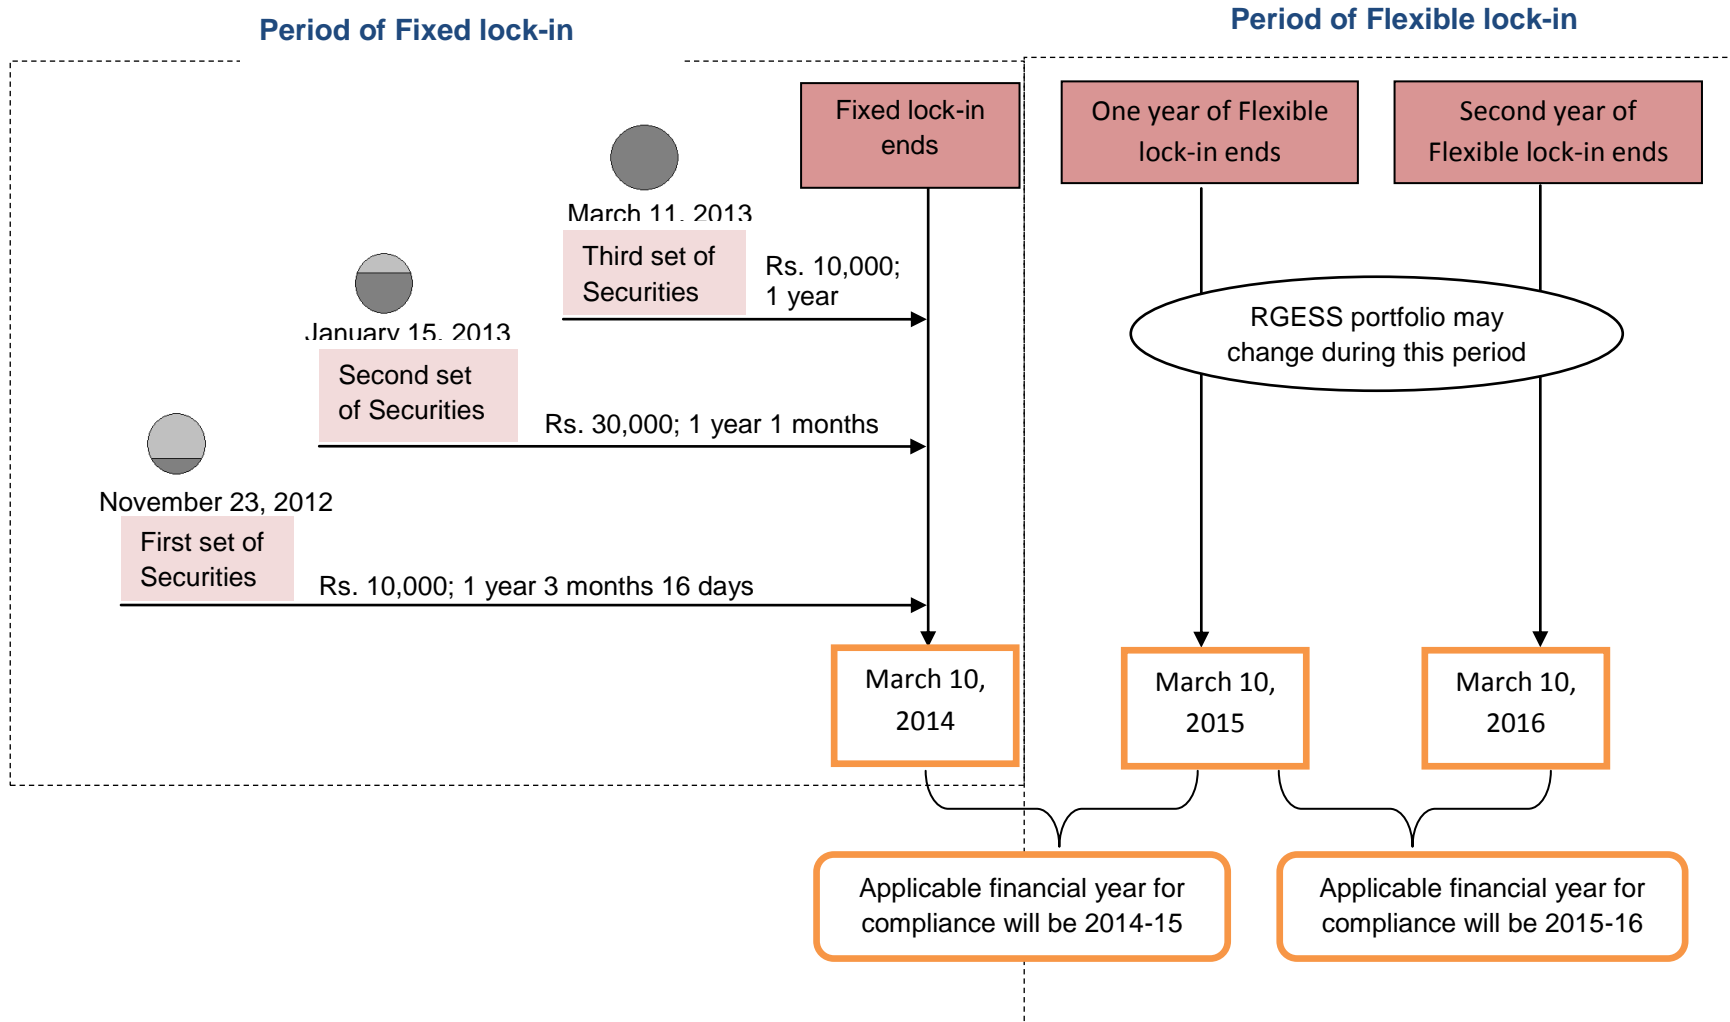 Period of Fixed lock-in
Period of Flexible lock-in
Fixed lock-in
ends
One year of Flexible
lock-in ends
Second year of
Flexible lock-in ends
March 11, 2013
Third set of
Securities
Rs. 10,000;
1 year
RGESS portfolio may
change during this period
January 15, 2013
Second set
of Securities
Rs. 30,000; 1 year 1 months
November 23, 2012
First set of
Securities
Rs. 10,000; 1 year 3 months 16 days
March 10,
2014
March 10,
2015
March 10,
2016
Applicable financial year for
compliance will be 2014-15
Applicable financial year for
compliance will be 2015-16